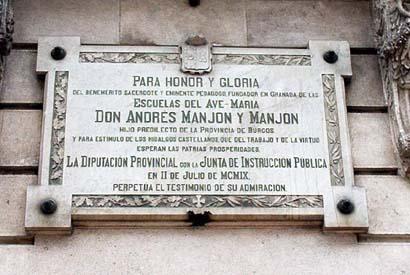 PARA HONOR Y GLORIA
DEL BENEMERITO SACERDOTE Y EMINENTE PEDAGOGO, FUNDADOR EN GRANADA DE LAS
ESCUELAS DEL AVE-MARIA
DON ANDRES MANJON Y MANJON
HIJO PREDILECTO DE LA PROVINCIA DE BURGOS
Y PARA ESTIMULO DE LOS HIDALGOS CASTELLANOS QUE DEL TRABAJO Y DE LA VIRTUD
ESPERAN LAS PATRIAS PROSPERIDADES.
LA DIPUTACIÓN PROVINCIAL CON LA JUNTA DE INSTRUCCION PÚBLICA
EN 11 DE JULIO DE MCMIX,
PERPETUA EL TESTIMONIO DE SU ADMIRACION.